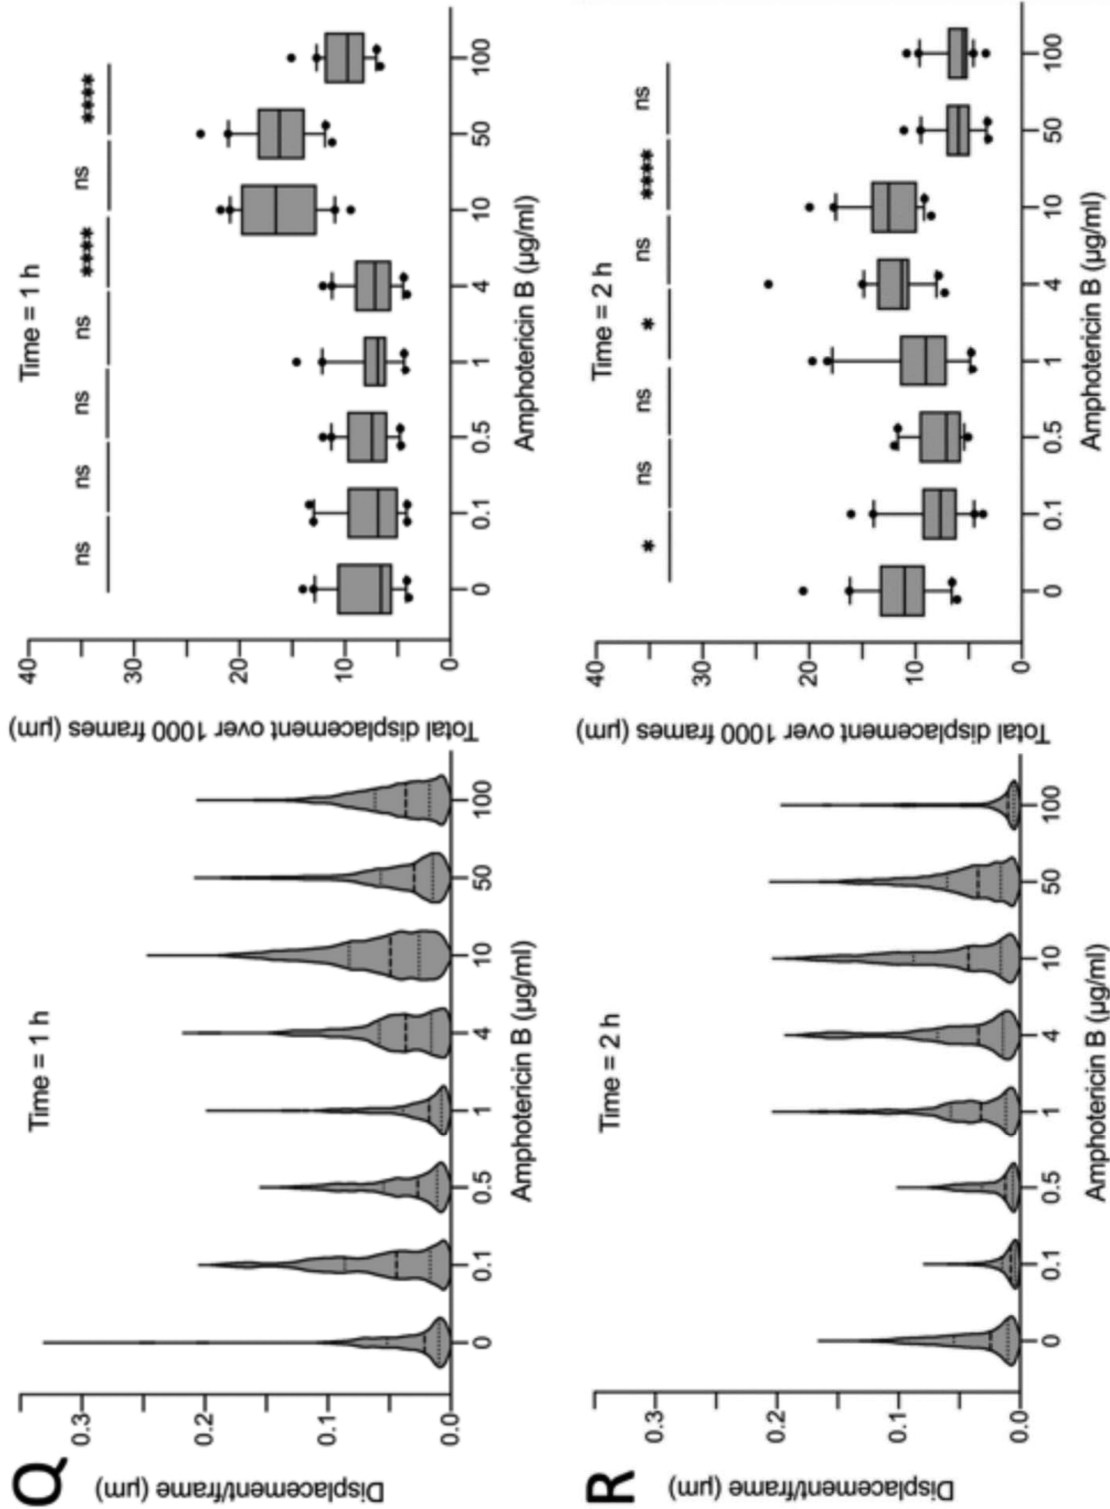 Q
Time = 1 h
Displacement/frame (µm)
0.3
0.2
0.1
0.0
0 0.1 0.5 1 4 10 50 100
Amphotericin B (µg/ml)
Time = 1 h
Total displacement over 1000 frames (µm)
40
30
20
10
0
ns ns ns ns **** ns ****
0 0.1 0.5 1 4 10 50 100
Amphotericin B (µg/ml)
R
Time = 2 h
Displacement/frame (µm)
0.3
0.2
0.1
0.0
0 0.1 0.5 1 4 10 50 100
Amphotericin B (µg/ml)
Time = 2 h
Total displacement over 1000 frames (µm)
40
30
20
10
0
* ns ns * ns **** ns
0 0.1 0.5 1 4 10 50 100
Amphotericin B (µg/ml)